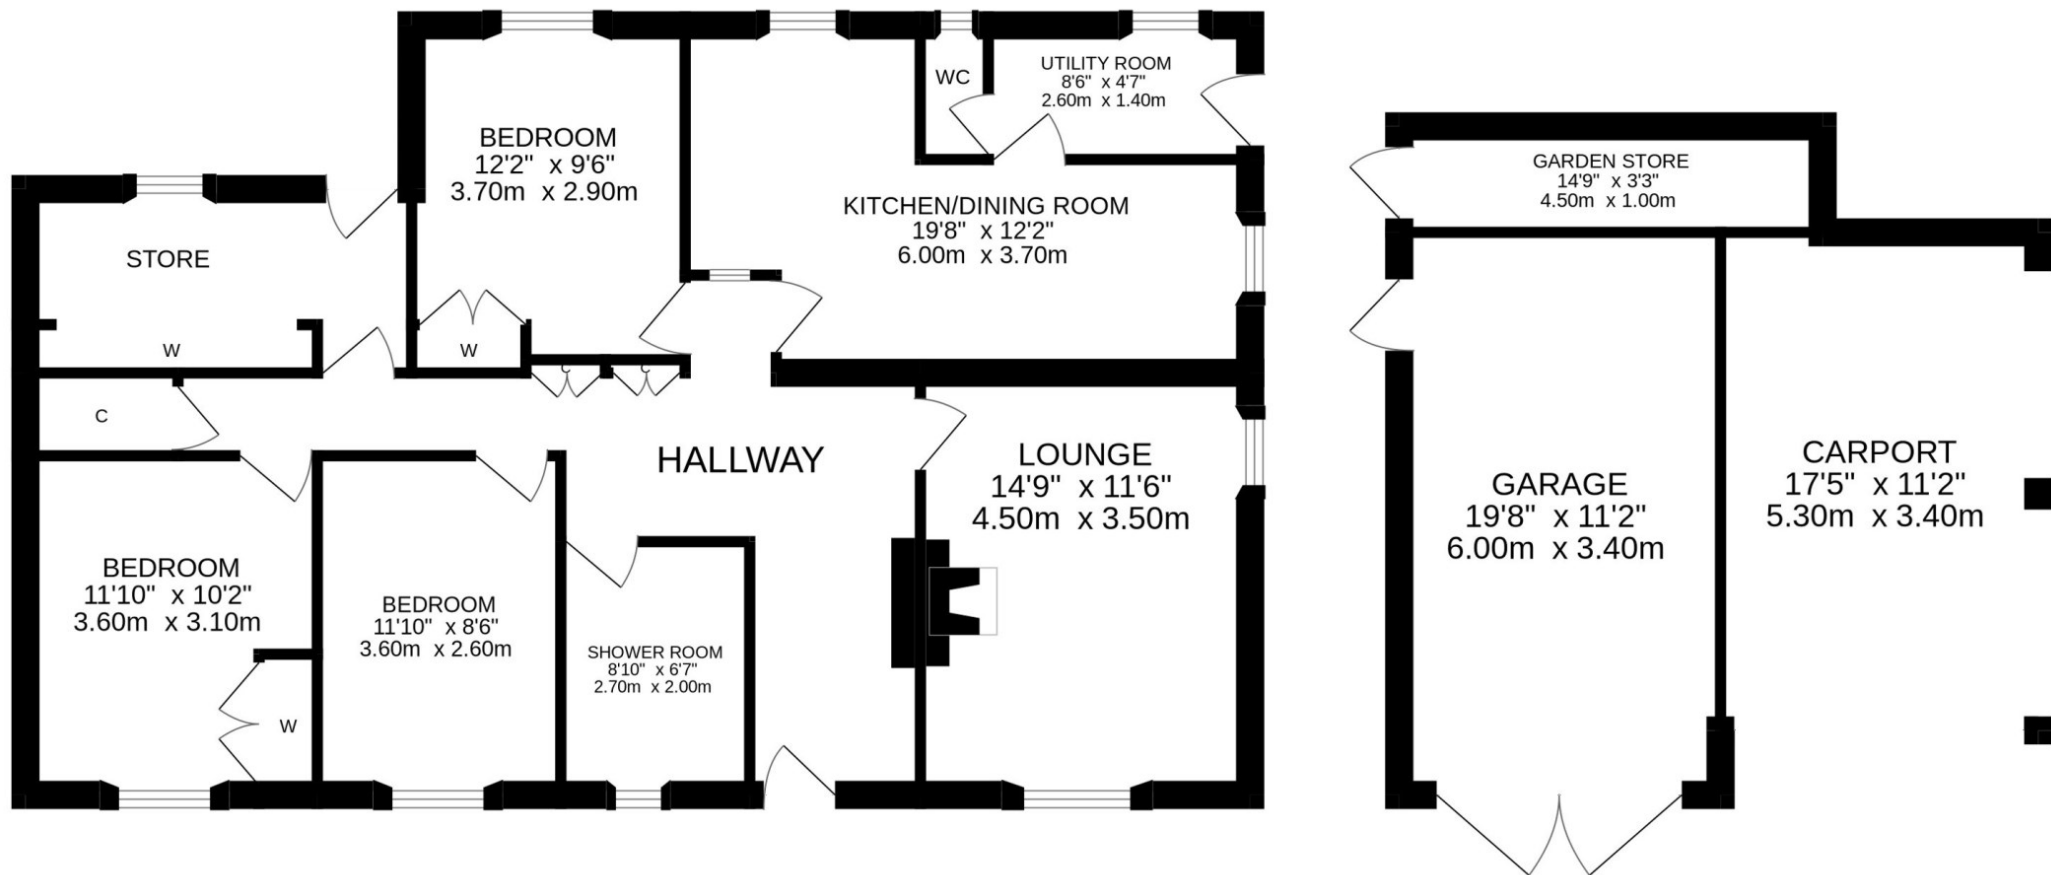 WC
UTILITY ROOM
8'6" x 4'7"
2.60m x 1.40m
BEDROOM
12'2" x 9'6"
3.70m x 2.90m
KITCHEN/DINING ROOM
19'8" x 12'2"
6.00m x 3.70m
STORE
W
W
C
C
C
HALLWAY
LOUNGE
14'9" x 11'6"
4.50m x 3.50m
BEDROOM
11'10" x 10'2"
3.60m x 3.10m
W
BEDROOM
11'10" x 8'6"
3.60m x 2.60m
SHOWER ROOM
8'10" x 6'7"
2.70m x 2.00m
GARDEN STORE
14'9" x 3'3"
4.50m x 1.00m
GARAGE
19'8" x 11'2"
6.00m x 3.40m
CARPORT
17'5" x 11'2"
5.30m x 3.40m